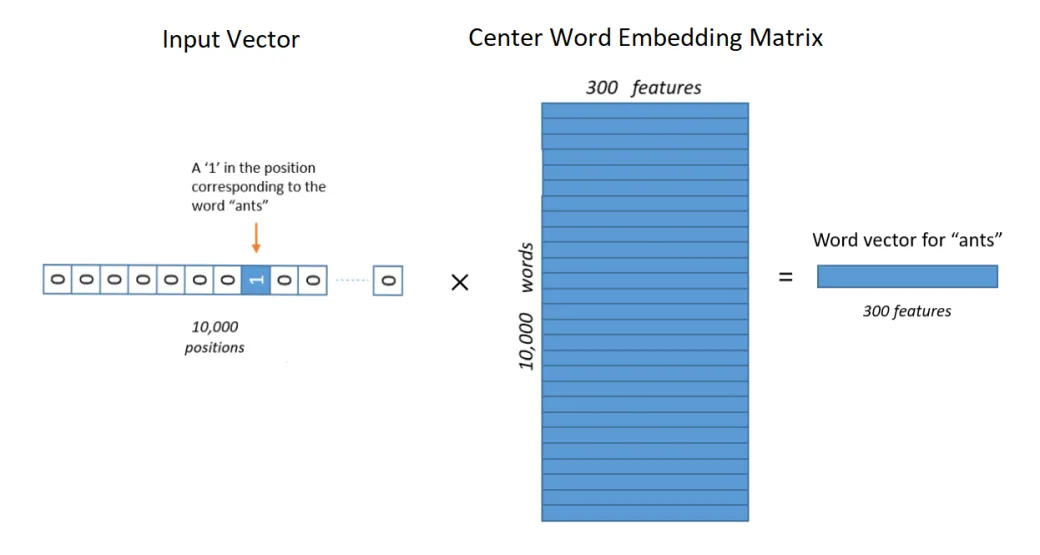 Input Vector
Center Word Embedding Matrix
300 features
A ‘1’ in the position
corresponding to the
word “ants”
0 0 0 0 0 0 0 1 0 0 ........ 0
10,000
positions
×
10,000 words
=
Word vector for “ants”
300 features